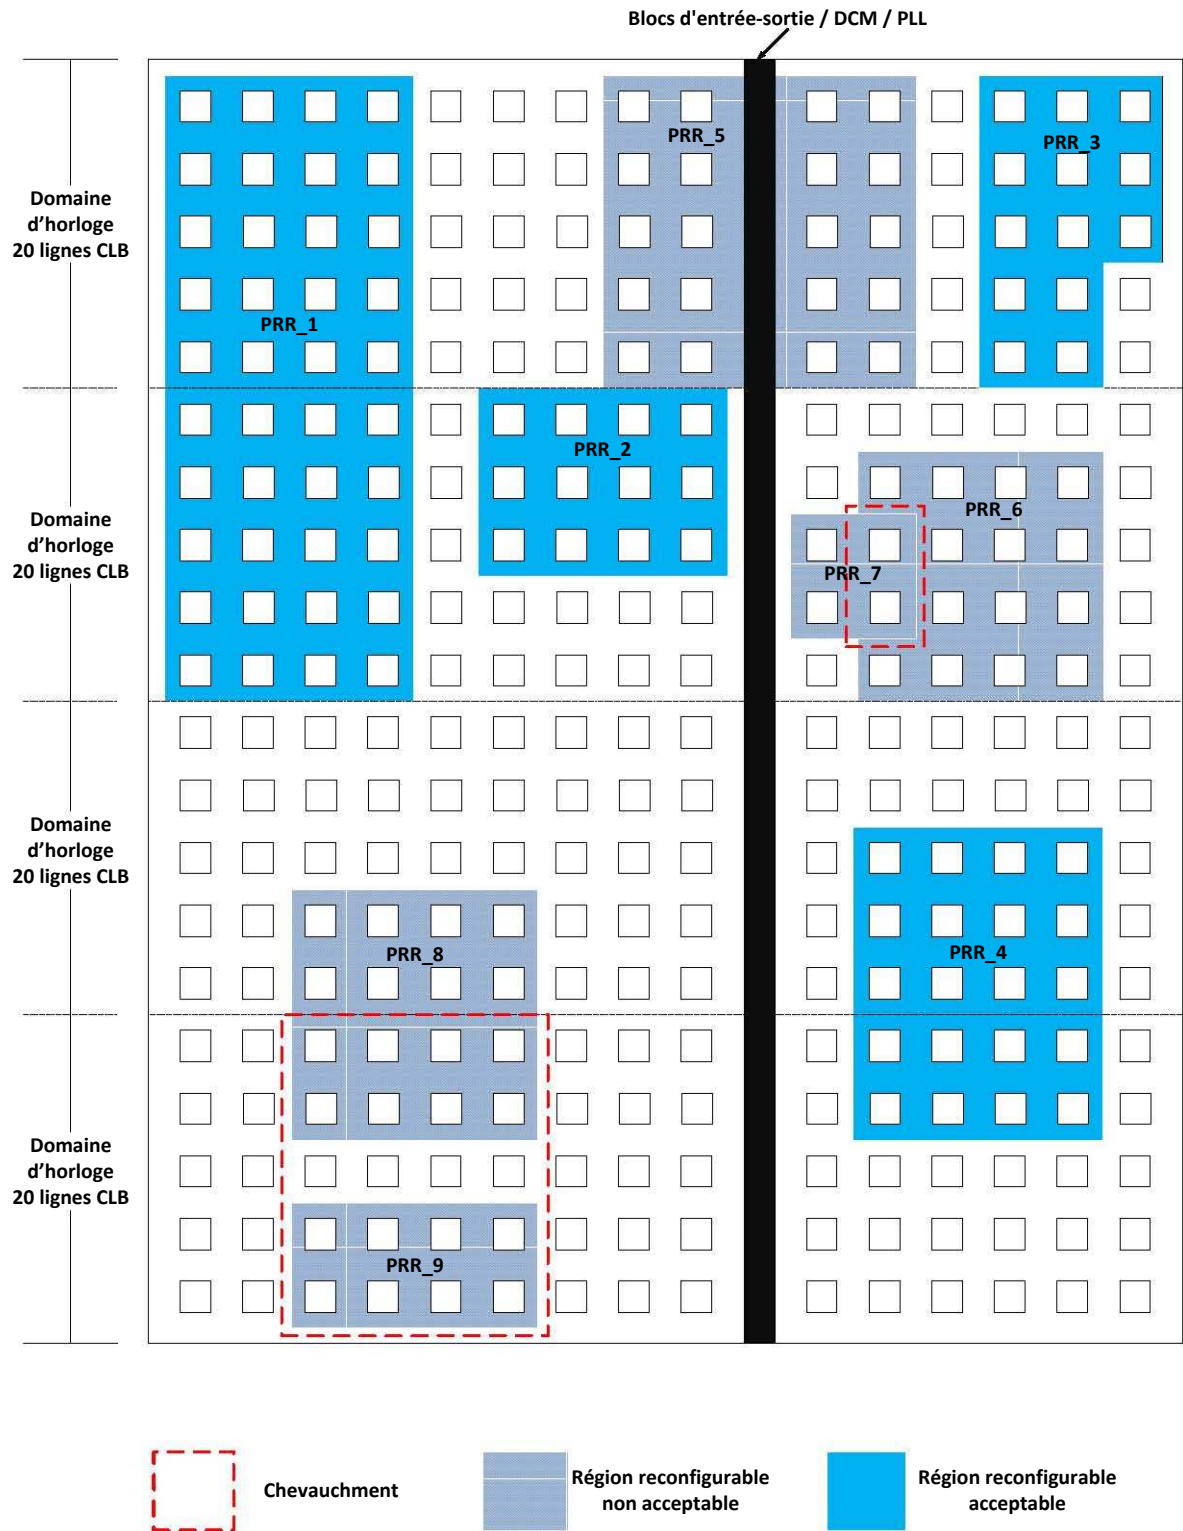 Blocs d'entrée-sortie / DCM / PLL
PRR_5
PRR_3
Domaine
d’horloge
20 lignes CLB
PRR_1
PRR_2
Domaine
d’horloge
20 lignes CLB
PRR_6
PRR_7
Domaine
d’horloge
20 lignes CLB
PRR_8
PRR_4
Domaine
d’horloge
20 lignes CLB
PRR_9
Chevauchment
Région reconfigurable
non acceptable
Région reconfigurable
acceptable